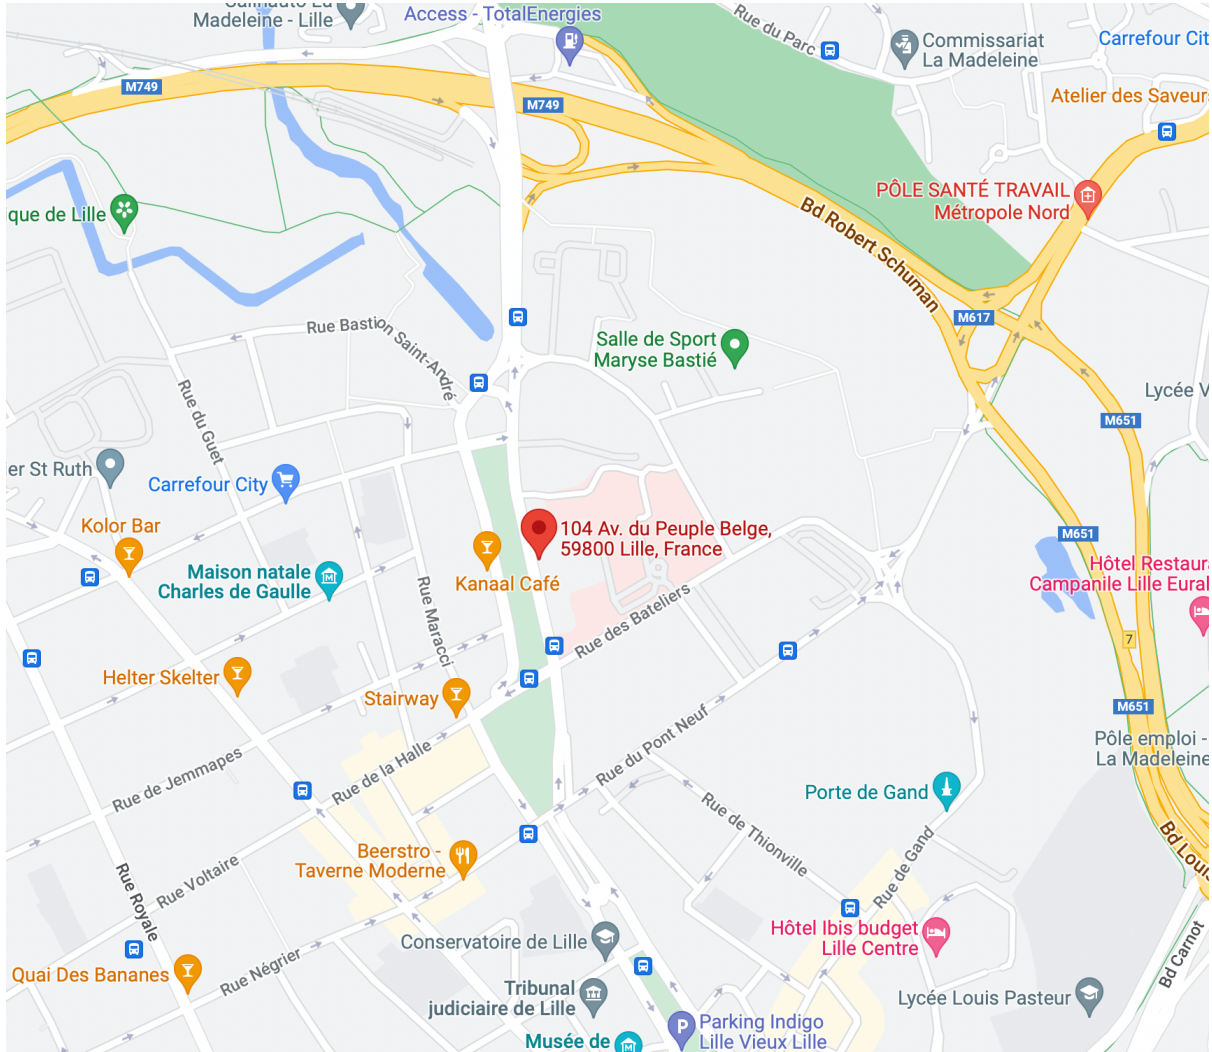 Sainauto La
Madeleine - Lille
Access - TotalEnergies
Rue du Parc
Commissariat
La Madeleine
Carrefour Cit
M749
M749
Atelier des Saveurs
PÔLE SANTÉ TRAVAIL
Métropole Nord
ique de Lille
Bd Robert Schuman
M617
Rue Bastion Saint-André
Salle de Sport
Maryse Bastié
Lycée V
Rue du Guet
M651
er St Ruth
Carrefour City
Kolor Bar
104 Av. du Peuple Belge,
59800 Lille, France
M651
Kanaal Café
Maison natale
Charles de Gaulle
Hôtel Restaura
Campanile Lille Eural
Rue Maracci
Rue des Bateliers
7
Helter Skelter
Stairway
M651
Rue du Pont Neuf
Pôle emploi -
La Madeleine
Rue de Jemmapes
Rue de la Halle
Porte de Gand
Rue de Thionville
Bd Louis
Beerstro -
Taverne Moderne
Rue Voltaire
Rue Royale
Rue de Gand
Hôtel Ibis budget
Lille Centre
Conservatoire de Lille
Bd Carnot
Quai Des Bananes
Rue Négrier
Tribunal
judiciaire de Lille
Lycée Louis Pasteur
P
Parking Indigo
Lille Vieux Lille
Musée de